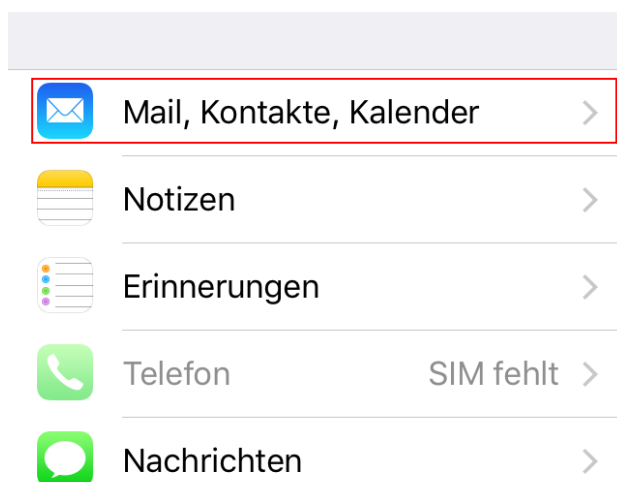 Mail, Kontakte, Kalender
Notizen
Erinnerungen
Telefon SIM fehlt
Nachrichten